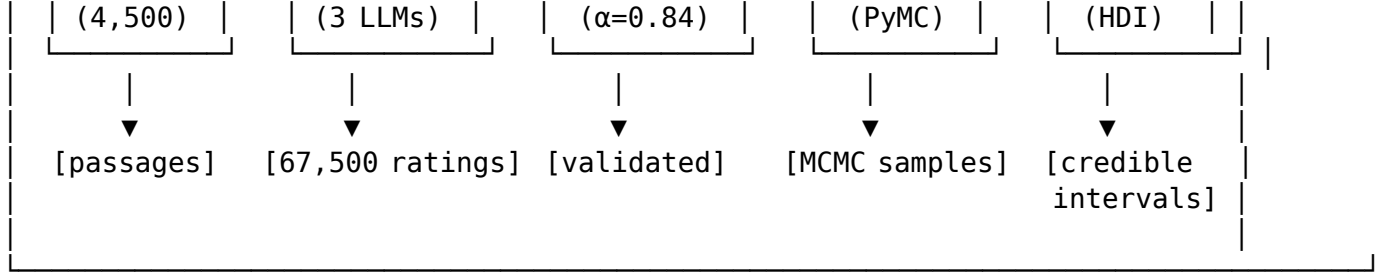 (4,500) (3 LLMs) (α=0.84) (PyMC) (HDI)
[passages] [67,500 ratings] [validated] [MCMC samples] [credible
intervals]